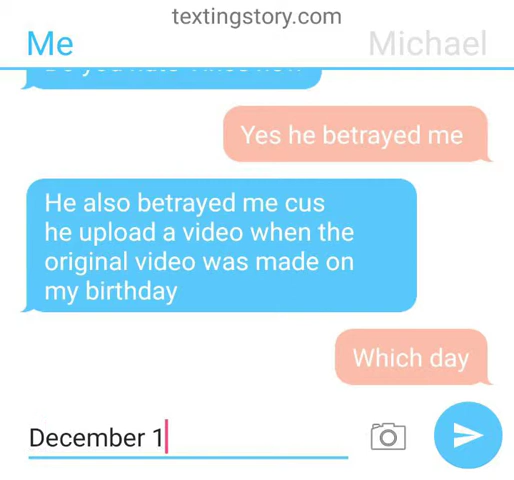 textingstory.com
Me
Michael
Yes he betrayed me
He also betrayed me cus
he upload a video when the
original video was made on
my birthday
Which day
December 1